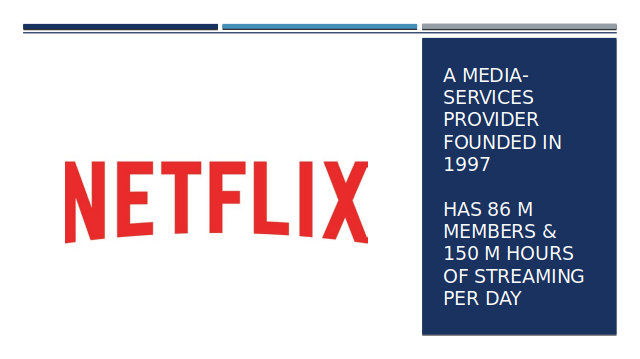 NETFLIX
A MEDIA-
SERVICES
PROVIDER
FOUNDED IN
1997
HAS 86 M
MEMBERS &
150 M HOURS
OF STREAMING
PER DAY